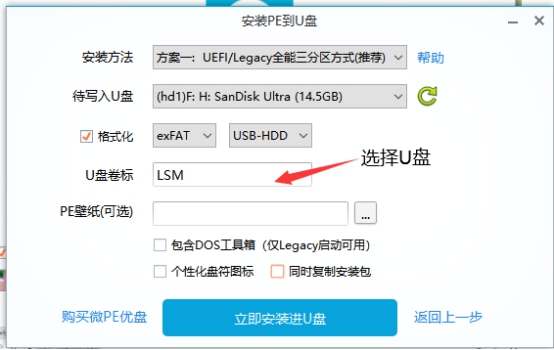 安装PE到U盘
安装方法 方案一：UEFI/Legacy全能三分区方式(推荐) 帮助
待写入U盘 (hd1)F: H: SanDisk Ultra (14.5GB)
格式化 exFAT USB-HDD
选择U盘
U盘卷标 LSM
PE壁纸(可选) ...
包含DOS工具箱（仅Legacy启动可用）
个性化盘符图标 同时复制安装包
购买微PE优盘 立即安装进U盘 返回上一步